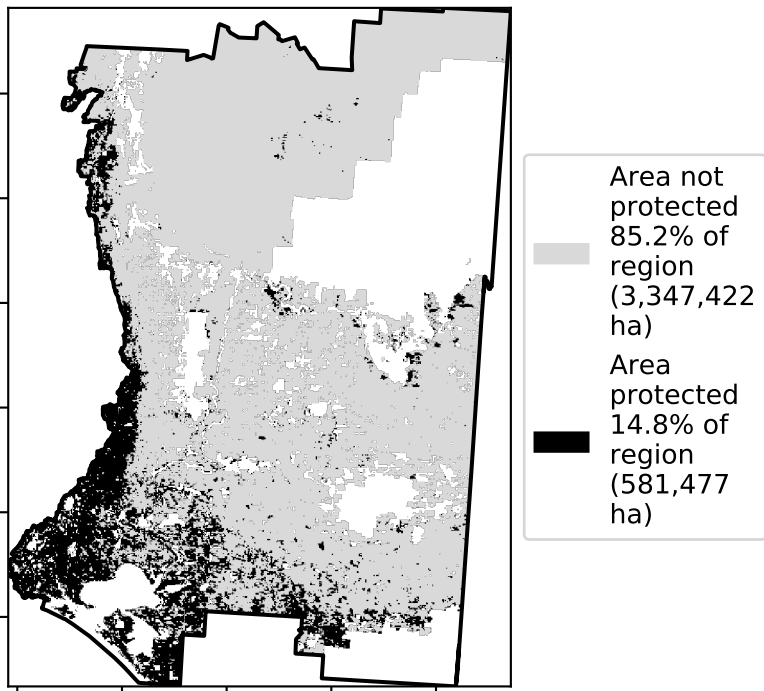 Area not
protected
85.2% of
region
(3,347,422
ha)
Area
protected
14.8% of
region
(581,477
ha)